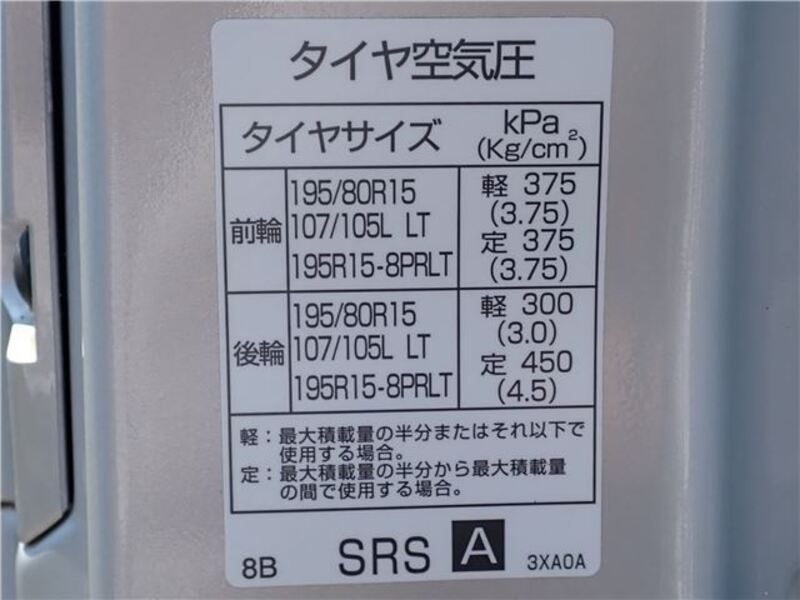 タイヤ空気圧
タイヤサイズ
kPa
(Kg/cm²)
前輪
195/80R15
107/105L LT
195R15-8PRLT
軽 375
(3.75)
定 375
(3.75)
後輪
195/80R15
107/105L LT
195R15-8PRLT
軽 300
(3.0)
定 450
(4.5)
軽：最大積載量の半分またはそれ以下で
使用する場合。
定：最大積載量の半分から最大積載量
の間で使用する場合。
8B SRS A 3XA0A